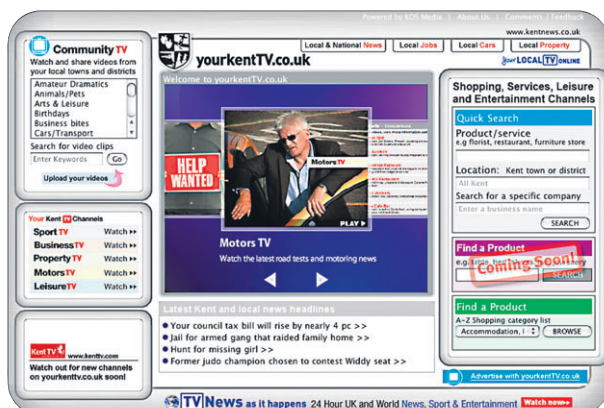 Powered by KOS Media | About Us | Comments / Feedback
www.kentnews.co.uk
Local & National News
Local Jobs
Local Cars
Local Property
yourkentTV.co.uk
your LOCAL TV ONLINE
Community TV
Watch and share videos from
your local towns and districts
Amateur Dramatics
Animals/Pets
Arts & Leisure
Birthdays
Business bites
Cars/Transport
Search for video clips
Enter Keywords
Go
Upload your videos
Your Kent TV Channels
Sport TV Watch
Business TV Watch
Property TV Watch
Motors TV Watch
Leisure TV Watch
Kent TV www.kenttv.com
Watch out for new channels
on yourkenttv.co.uk soon!
Welcome to yourkentTV.co.uk
HELP
WANTED
Motors TV
PLAY
Motors TV
Watch the latest road tests and motoring news
Latest Kent and local news headlines
Your council tax bill will rise by nearly 4 pc >>
Jail for armed gang that raided family home >>
Hunt for missing girl >>
Former judo champion chosen to contest Widdy seat >>
Shopping, Services, Leisure
and Entertainment Channels
Quick Search
Product/service
e.g florist, restaurant, furniture store
Location: Kent town or district
All Kent
Search for a specific company
Enter a business name
SEARCH
Find a Product
e.g. table,
Coming Soon!
SEARCH
Find a Product
A-Z Shopping category list
Accommodation, I
BROWSE
Advertise with yourkentTV.co.uk
TV News as it happens 24 Hour UK and World News, Sport & Entertainment Watch now